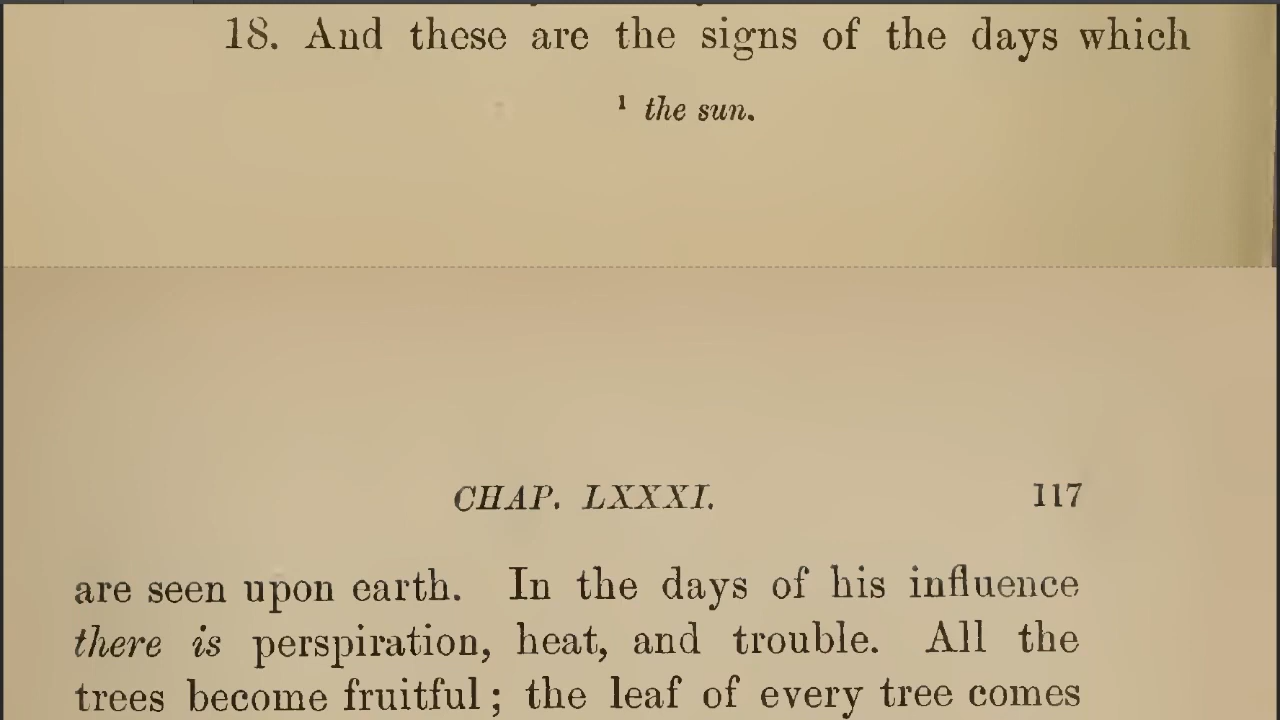 18. And these are the signs of the days which
¹ the sun.
CHAP. LXXXI. 117
are seen upon earth. In the days of his influence
there is perspiration, heat, and trouble. All the
trees become fruitful; the leaf of every tree comes